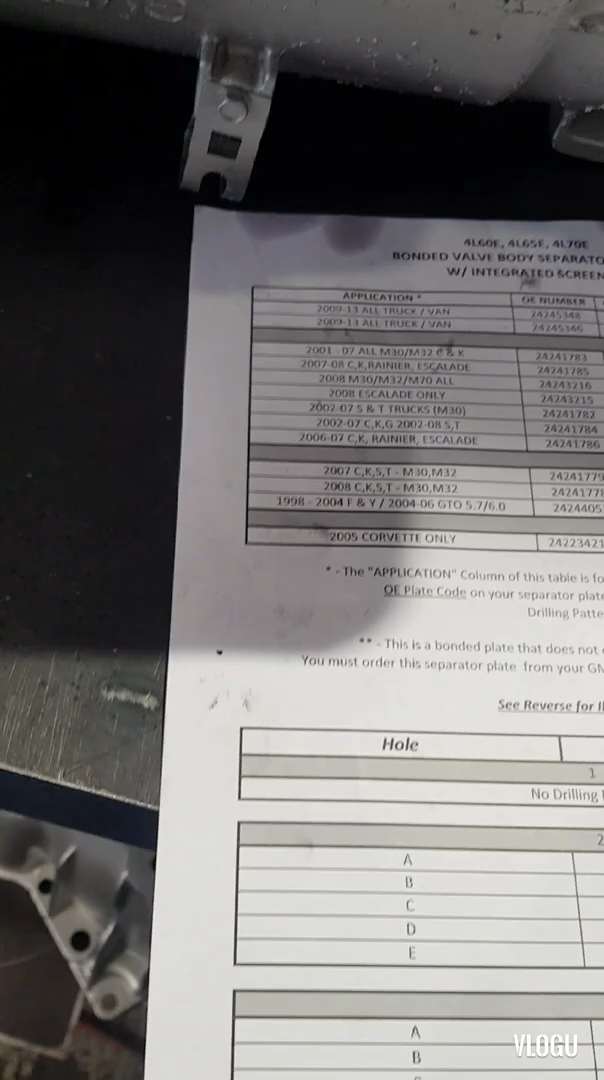 4L60E, 4L65E, 4L70E
BONDED VALVE BODY SEPARATO
W/ INTEGRATED SCREEN
APPLICATION * OE NUMBER
2009-13 ALL TRUCK / VAN 24245348
2009-13 ALL TRUCK / VAN 24245346
2001 - 07 ALL M30/M32 C & K 24241783
2007-08 C,K,RAINIER, ESCALADE 24241785
2008 M30/M32/M70 ALL 24243216
2008 ESCALADE ONLY 24243215
2002-07 S & T TRUCKS (M30) 24241782
2002-07 C,K,G 2002-08 S,T 24241784
2006-07 C,K, RAINIER, ESCALADE 24241786
2007 C,K,S,T - M30,M32 24241779
2008 C,K,S,T - M30,M32 24241778
1998 - 2004 F & Y / 2004-06 GTO 5.7/6.0 2424405
2005 CORVETTE ONLY 24223421
* - The "APPLICATION" Column of this table is fo
OE Plate Code on your separator plate
Drilling Patte
** - This is a bonded plate that does not
You must order this separator plate from your GM
See Reverse for
Hole
1
No Drilling
2
A
B
C
D
E
A
B
VLOGU